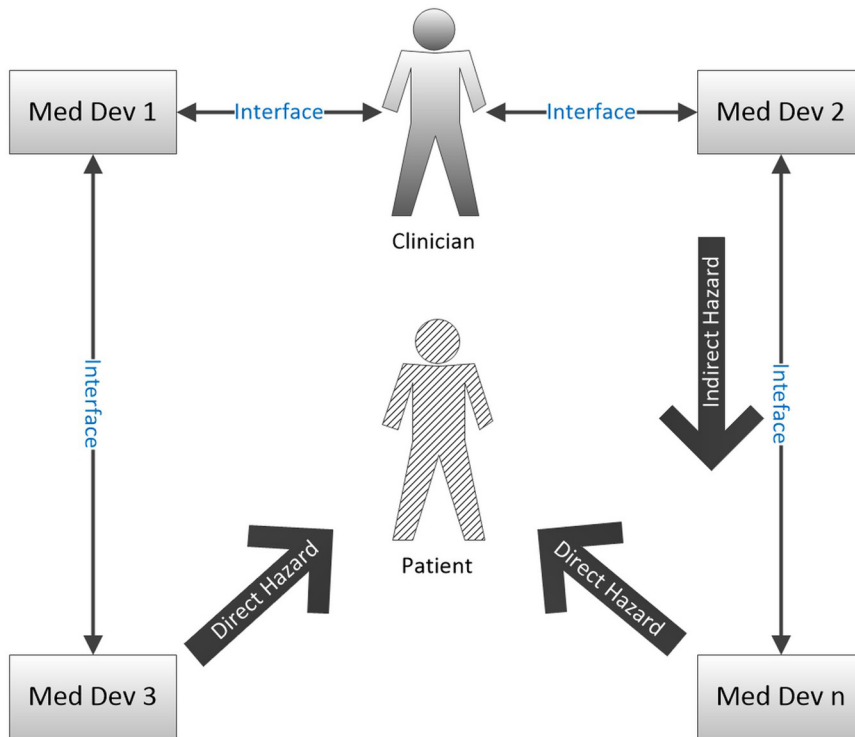 Med Dev 1
Interface
Interface
Med Dev 2
Clinician
Indirect Hazard
Interface
Inteface
Direct Hazard
Direct Hazard
Patient
Med Dev 3
Med Dev n